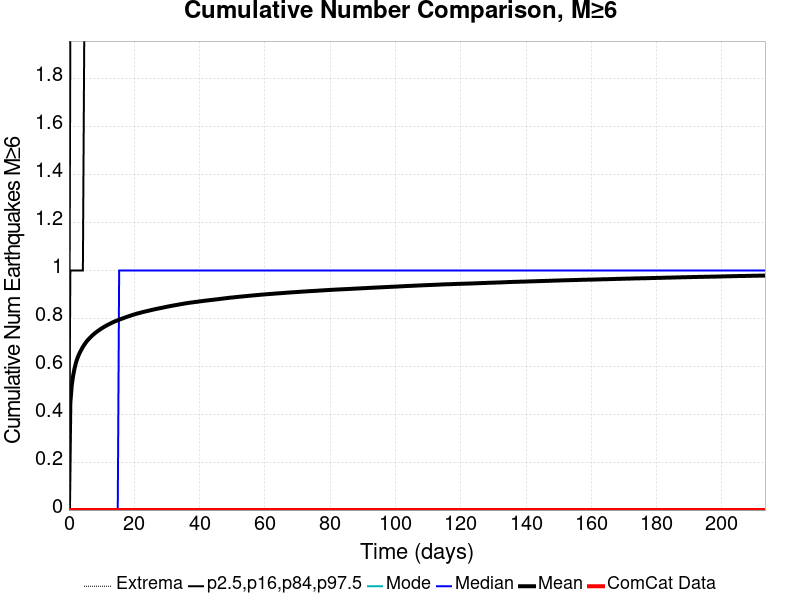 Cumulative Number Comparison, M≥6
Cumulative Num Earthquakes M≥6
1.8
1.6
1.4
1.2
1
0.8
0.6
0.4
0.2
0
0 20 40 60 80 100 120 140 160 180 200
Time (days)
Extrema p2.5,p16,p84,p97.5 Mode Median Mean ComCat Data